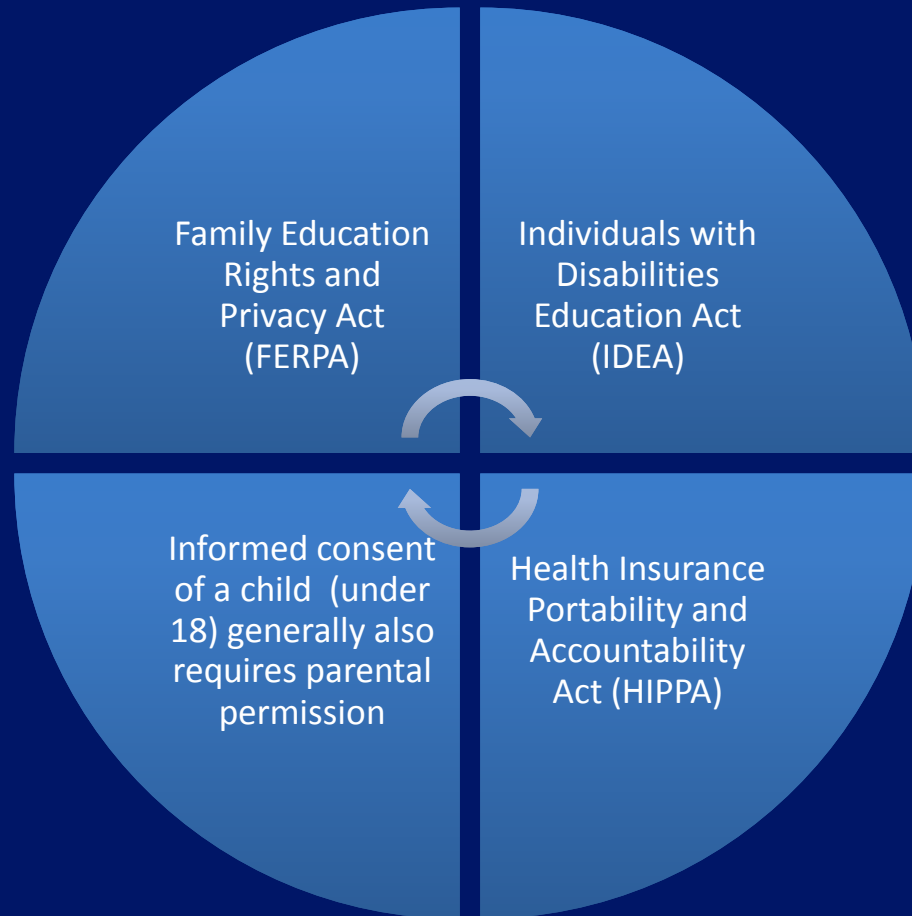 Family Education
Rights and
Privacy Act
(FERPA)
Individuals with
Disabilities
Education Act
(IDEA)
Informed consent
of a child  (under
18) generally also
requires parental
permission
Health Insurance
Portability and
Accountability
Act (HIPPA)